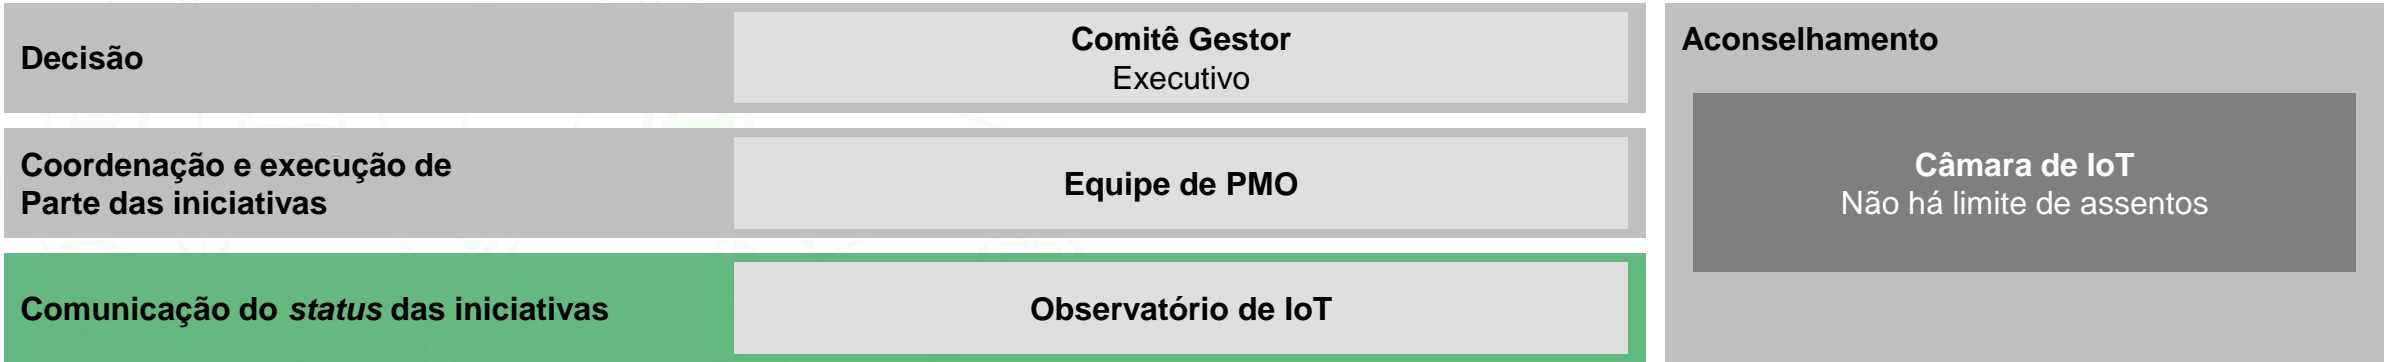 Decisão
Comitê Gestor
Executivo
Coordenação e execução de
Parte das iniciativas
Equipe de PMO
Comunicação do status das iniciativas
Observatório de IoT
Aconselhamento
Câmara de IoT
Não há limite de assentos